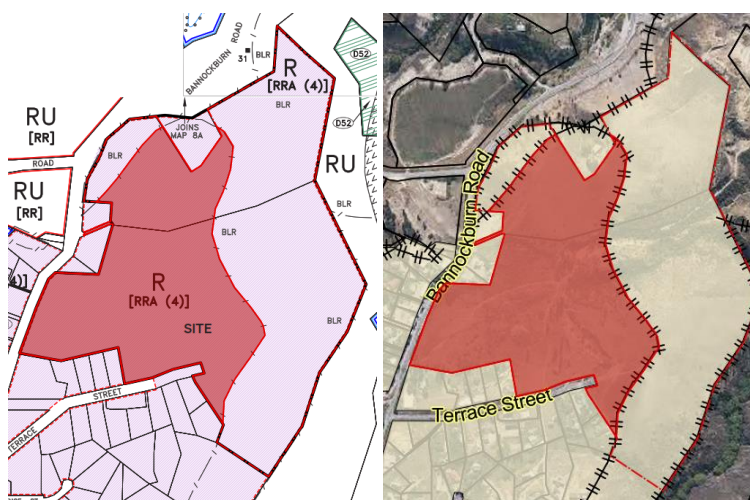 BANNOCKBURN ROAD
31
BLR
D52
R
[RRA (4)]
BLR
RU
[RR]
JOINS
MAP 8A
D52
BLR
RU
ROAD
RU
[RR]
BLR
BLR
4)]
R
[RRA (4)]
SITE
BLR
BLR
STREET
TERRACE
Bannockburn Road
Terrace Street